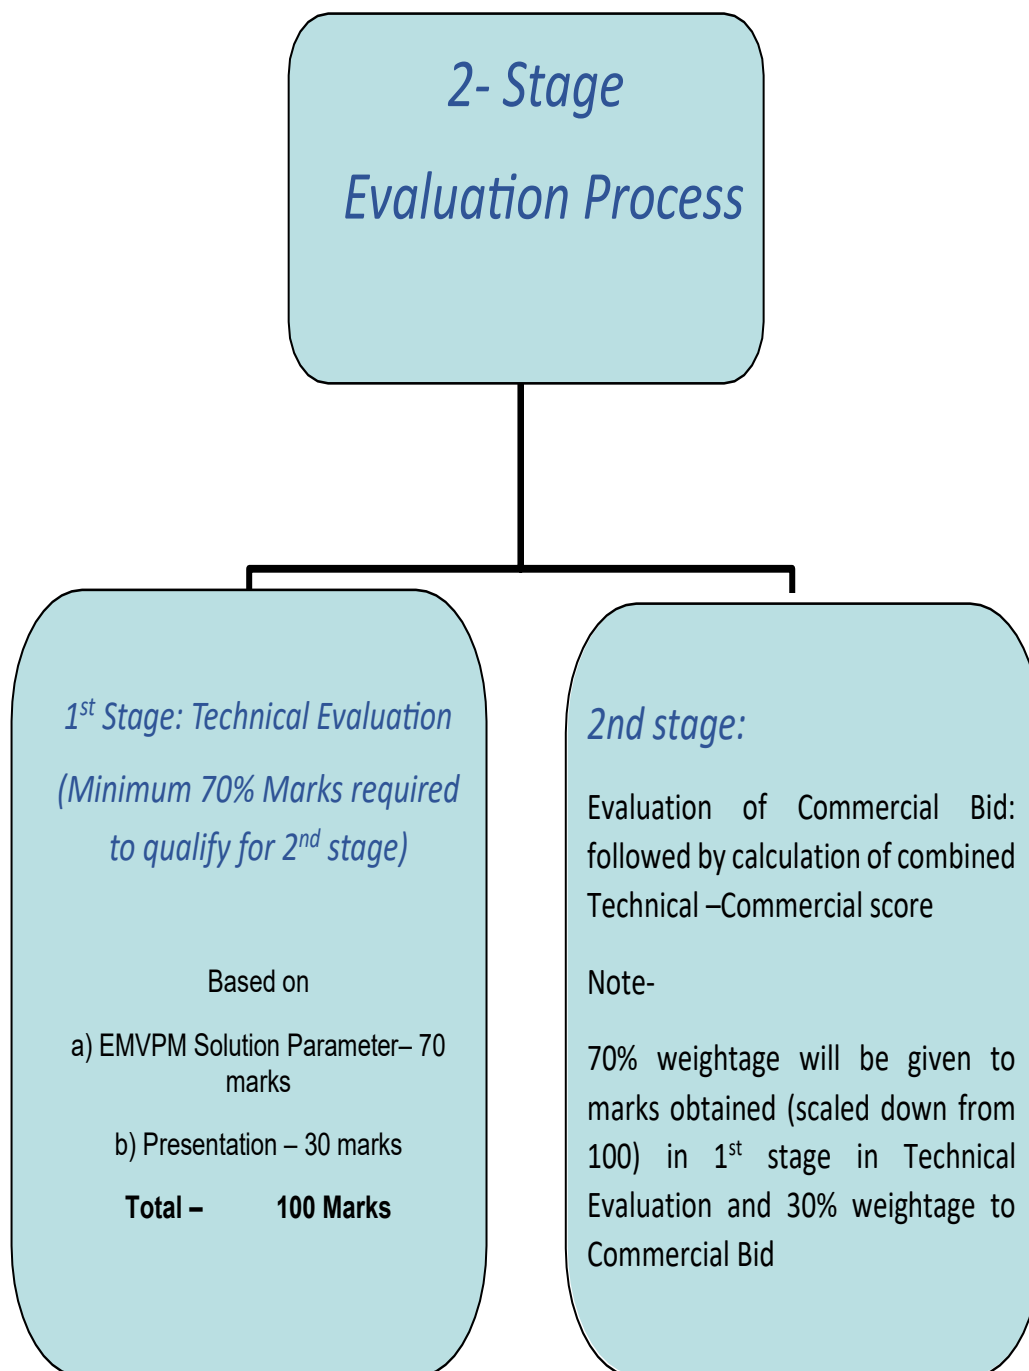 2- Stage
Evaluation Process
1st Stage: Technical Evaluation
(Minimum 70% Marks required
to qualify for 2nd stage)
Based on
a) EMVPM Solution Parameter– 70
marks
b) Presentation – 30 marks
Total – 100 Marks
2nd stage:
Evaluation of Commercial Bid:
followed by calculation of combined
Technical –Commercial score
Note-
70% weightage will be given to
marks obtained (scaled down from
100) in 1st stage in Technical
Evaluation and 30% weightage to
Commercial Bid